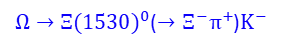 Ω → Ξ(1530)⁰(→ Ξ⁻π⁺)K⁻